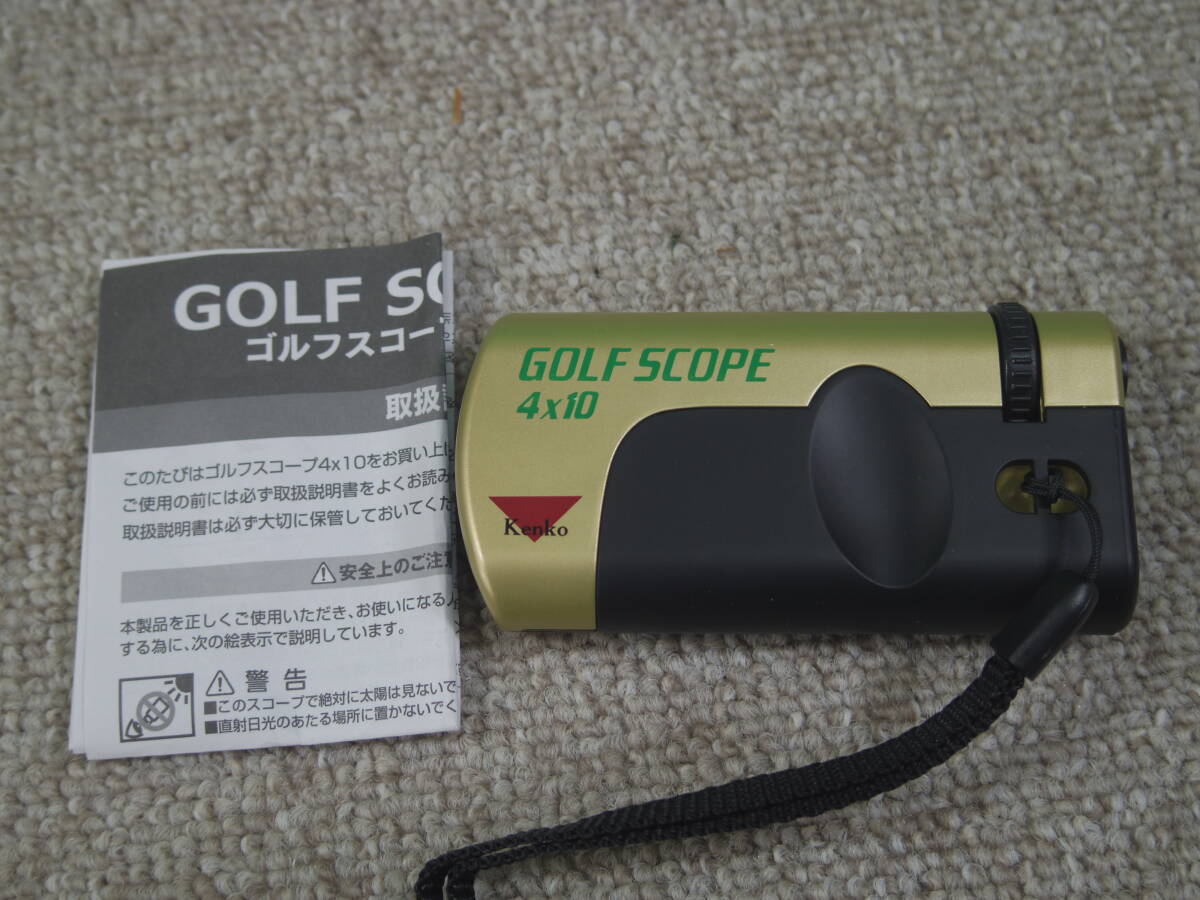 GOLF SC
ゴルフスコー
取扱
このたびはゴルフスコープ4x10をお買い上
ご使用の前には必ず取扱説明書をよくお読み
取扱説明書は必ず大切に保管しておいてくだ
⚠安全上のご注意
本製品を正しくご使用いただき、お使いになる人
する為に、次の絵表示で説明しています。
⚠ 警告
■このスコープで絶対に太陽は見ないで
■直射日光のあたる場所に置かないでく
GOLF SCOPE
4x10
Kenko